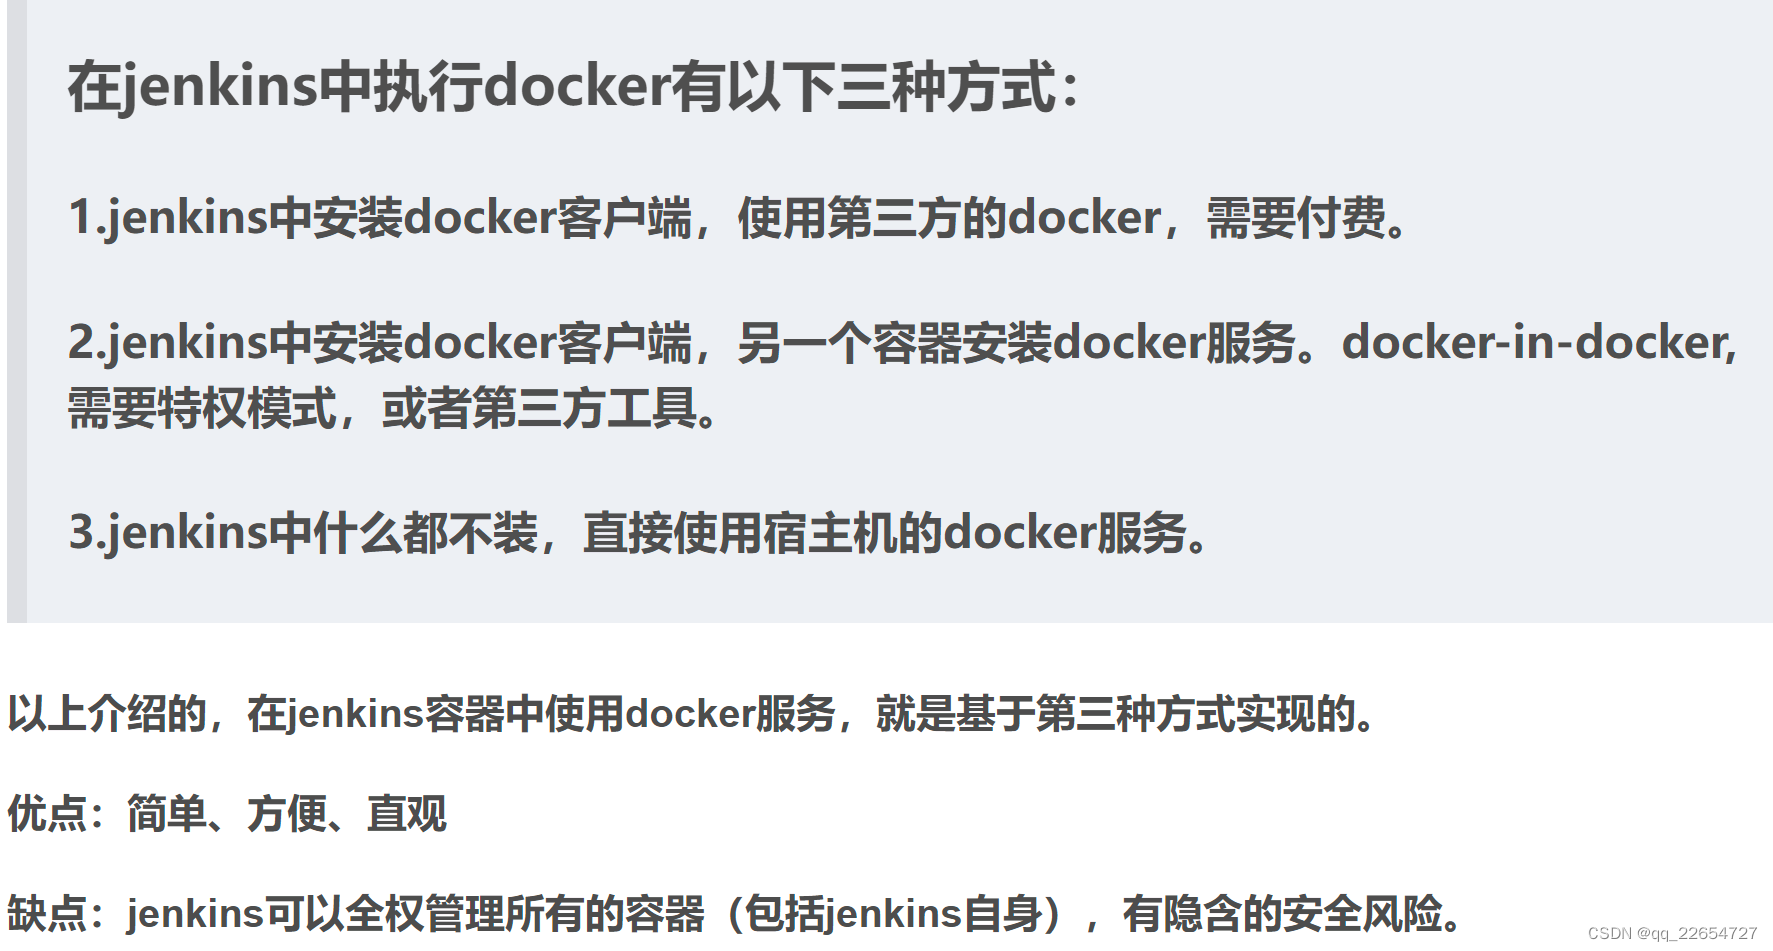 在jenkins中执行docker有以下三种方式：
1.jenkins中安装docker客户端，使用第三方的docker，需要付费。
2.jenkins中安装docker客户端，另一个容器安装docker服务。docker-in-docker,
需要特权模式，或者第三方工具。
3.jenkins中什么都不装，直接使用宿主机的docker服务。
以上介绍的，在jenkins容器中使用docker服务，就是基于第三种方式实现的。
优点：简单、方便、直观
缺点：jenkins可以全权管理所有的容器（包括jenkins自身），有隐含的安全风险。
CSDN @qq_22654727